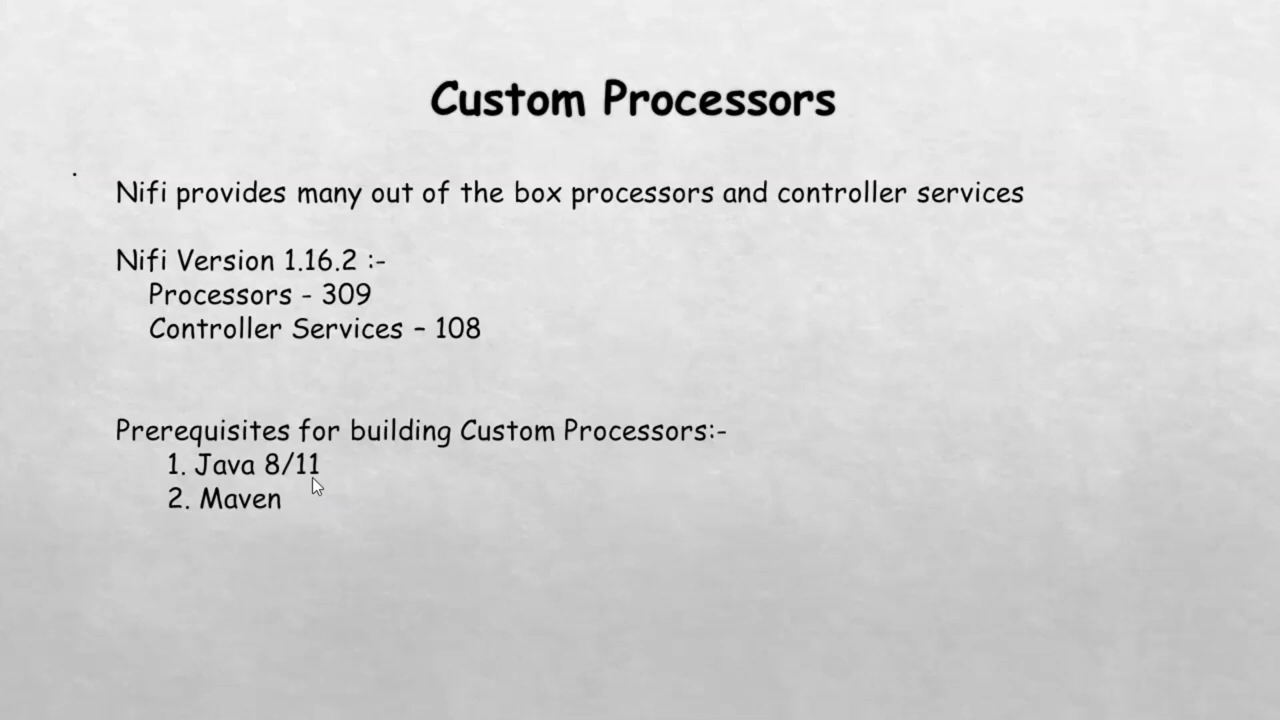 Custom Processors
Nifi provides many out of the box processors and controller services
Nifi Version 1.16.2 :-
Processors - 309
Controller Services – 108
Prerequisites for building Custom Processors:-
1. Java 8/11
2. Maven